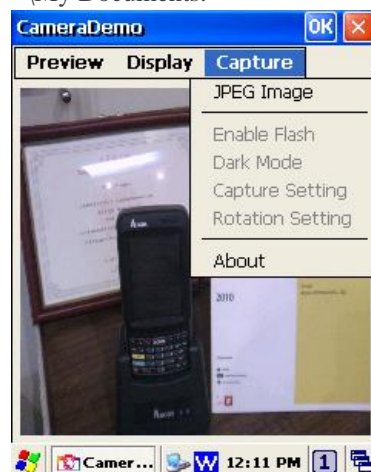 \My Documents.
CameraDemo OK
Preview Display Capture
JPEG Image
Enable Flash
Dark Mode
Capture Setting
Rotation Setting
About
2010
Camer... W 12:11 PM 1